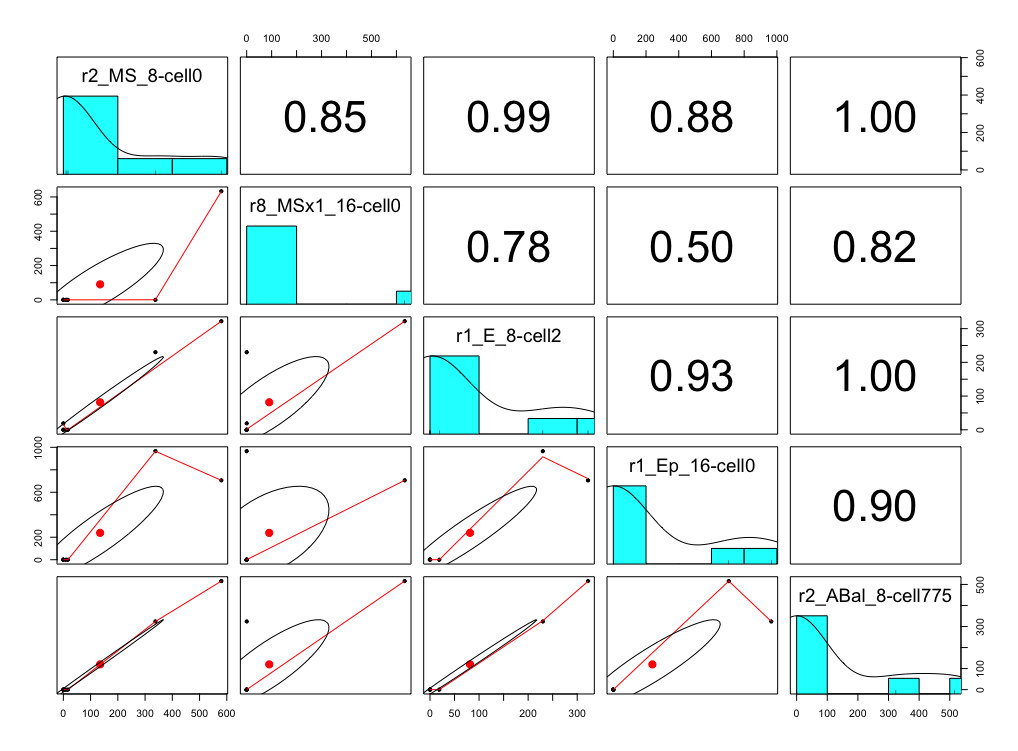 0 100 300 500
0 200 400 600 800 1000
r2_MS_8-cell0
0.85
0.99
0.88
1.00
0 200 400 600
0 200 400 600
r8_MSx1_16-cell0
0.78
0.50
0.82
r1_E_8-cell2
0.93
1.00
0 100 200 300
0 200 600 1000
r1_Ep_16-cell0
0.90
r2_ABal_8-cell775
0 100 300 500
0 100 200 300 400 500 600
0 50 100 200 300
0 100 200 300 400 500